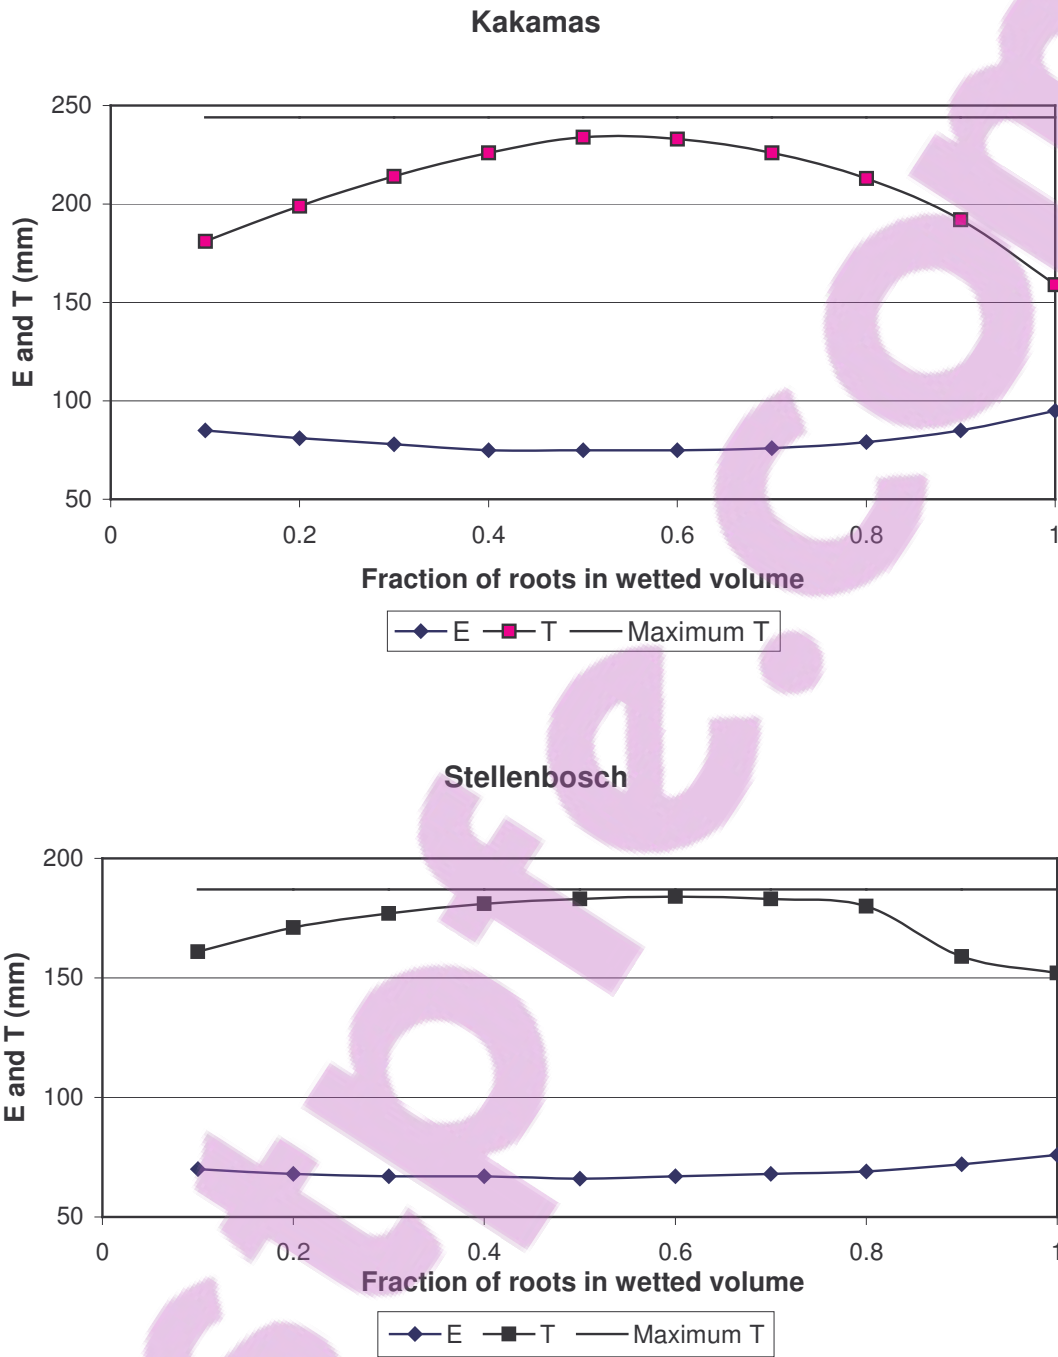 Kakamas
250
200
150
100
50
E and T (mm)
0 0.2 0.4 0.6 0.8 1
Fraction of roots in wetted volume
E T Maximum T
Stellenbosch
200
150
100
50
E and T (mm)
0 0.2 0.4 0.6 0.8 1
Fraction of roots in wetted volume
E T Maximum T
stpfe.com